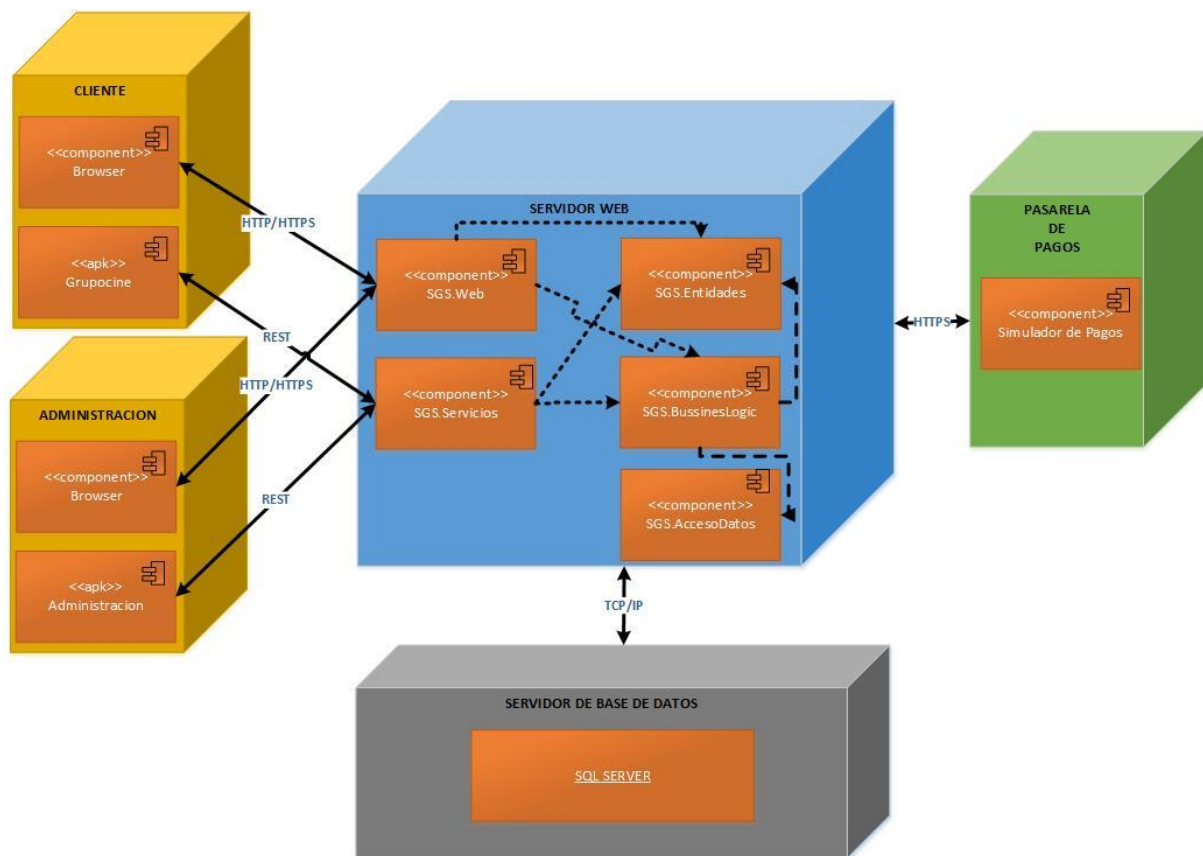 CLIENTE
<<component>>
Browser
<<apk>>
Grupocine
HTTP/HTTPS
REST
HTTP/HTTPS
REST
ADMINISTRACION
<<component>>
Browser
<<apk>>
Administracion
SERVIDOR WEB
<<component>>
SGS.Web
<<component>>
SGS.Entidades
<<component>>
SGS.Servicios
<<component>>
SGS.BussinesLogic
<<component>>
SGS.AccesoDatos
HTTPS
PASARELA
DE
PAGOS
<<component>>
Simulador de Pagos
TCP/IP
SERVIDOR DE BASE DE DATOS
SQL SERVER